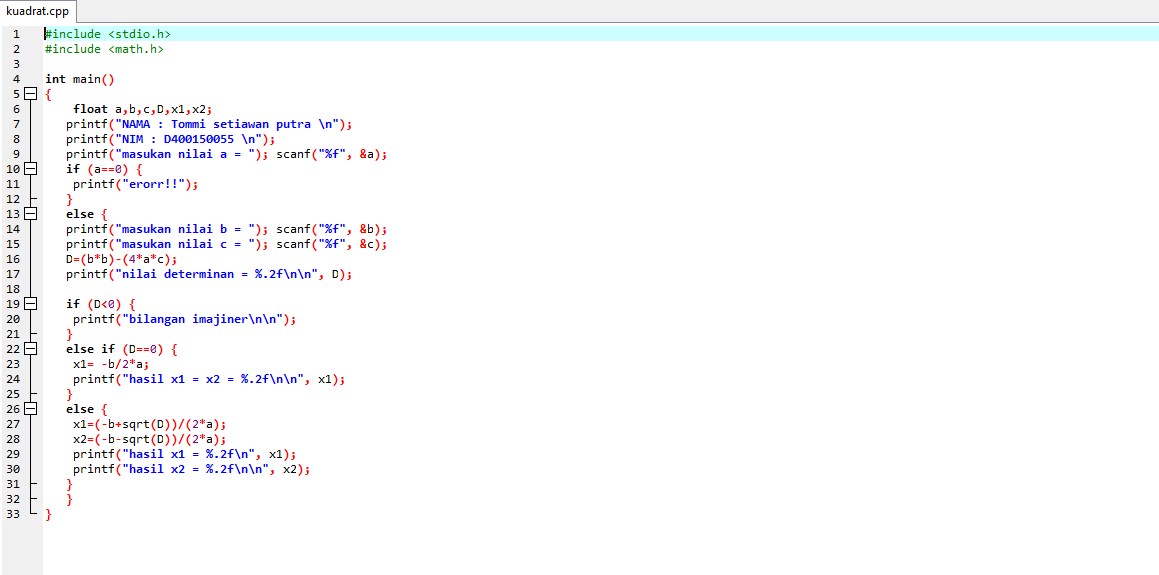 kuadrat.cpp
1 #include <stdio.h>
2 #include <math.h>
3
4 int main()
5 {
6 float a,b,c,D,x1,x2;
7 printf("NAMA : Tommi setiawan putra \n");
8 printf("NIM : D400150055 \n");
9 printf("masukan nilai a = "); scanf("%f", &a);
10 if (a==0) {
11 printf("erorr!!");
12 }
13 else {
14 printf("masukan nilai b = "); scanf("%f", &b);
15 printf("masukan nilai c = "); scanf("%f", &c);
16 D=(b*b)-(4*a*c);
17 printf("nilai determinan = %.2f\n\n", D);
18
19 if (D<0) {
20 printf("bilangan imajiner\n\n");
21 }
22 else if (D==0) {
23 x1= -b/2*a;
24 printf("hasil x1 = x2 = %.2f\n\n", x1);
25 }
26 else {
27 x1=(-b+sqrt(D))/(2*a);
28 x2=(-b-sqrt(D))/(2*a);
29 printf("hasil x1 = %.2f\n", x1);
30 printf("hasil x2 = %.2f\n\n", x2);
31 }
32 }
33 }